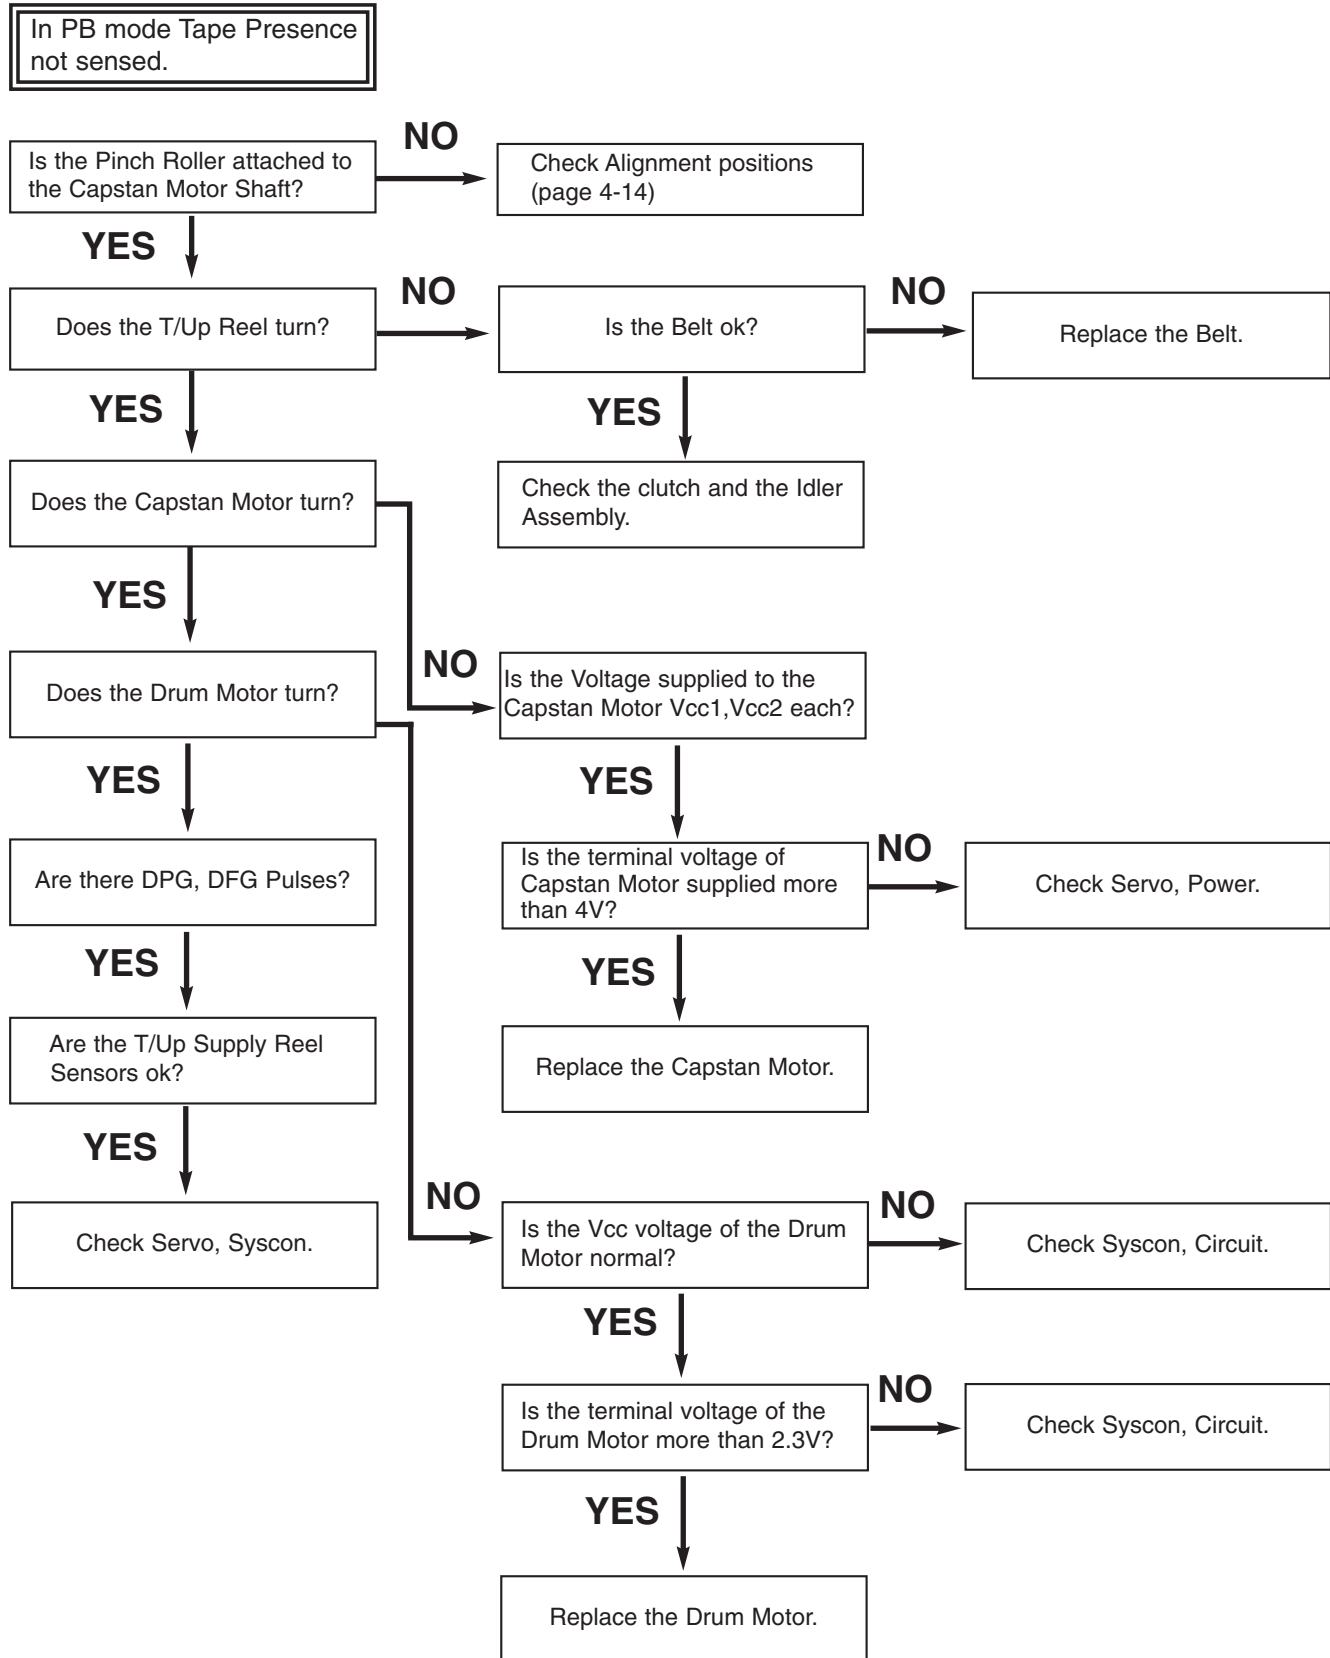 In PB mode Tape Presence
not sensed.
NO
Is the Pinch Roller attached to
the Capstan Motor Shaft?
Check Alignment positions
(page 4-14)
YES
NO
NO
Does the T/Up Reel turn?
Is the Belt ok?
Replace the Belt.
YES
YES
Does the Capstan Motor turn?
Check the clutch and the Idler
Assembly.
YES
NO
Does the Drum Motor turn?
Is the Voltage supplied to the
Capstan Motor Vcc1,Vcc2 each?
YES
YES
NO
Are there DPG, DFG Pulses?
Is the terminal voltage of
Capstan Motor supplied more
than 4V?
Check Servo, Power.
YES
YES
Are the T/Up Supply Reel
Sensors ok?
Replace the Capstan Motor.
YES
NO
NO
Check Servo, Syscon.
Is the Vcc voltage of the Drum
Motor normal?
Check Syscon, Circuit.
YES
NO
Is the terminal voltage of the
Drum Motor more than 2.3V?
Check Syscon, Circuit.
YES
Replace the Drum Motor.